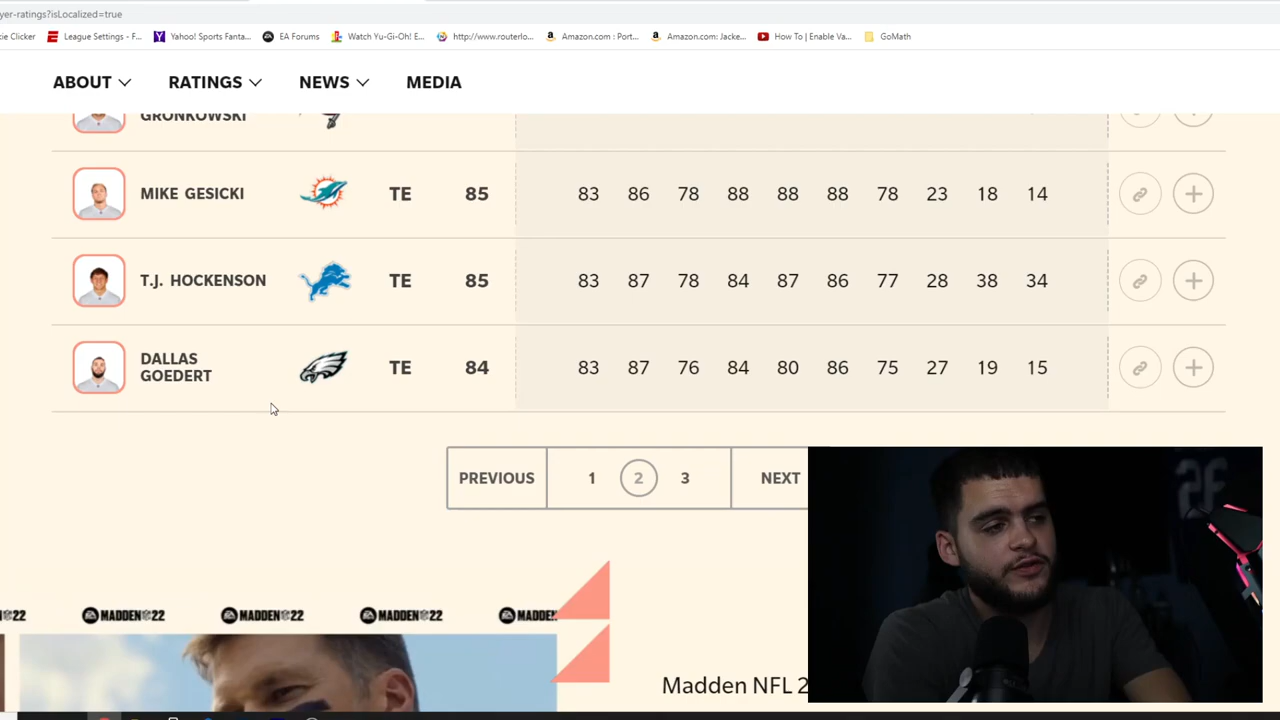 yer-ratings?isLocalized=true
ie Clicker League Settings - F... Yahoo! Sports Fanta... EA Forums Watch Yu-Gi-Oh! E... http://www.routerlo... Amazon.com : Port... Amazon.com: Jacke... How To | Enable Va... GoMath
ABOUT RATINGS NEWS MEDIA
GRONKOWSKI
MIKE GESICKI TE 85 83 86 78 88 88 88 78 23 18 14
T.J. HOCKENSON TE 85 83 87 78 84 87 86 77 28 38 34
DALLAS
GOEDERT TE 84 83 87 76 84 80 86 75 27 19 15
PREVIOUS 1 2 3 NEXT
22 MADDEN 22 MADDEN 22 MADDEN 22 MADDEN
Madden NFL 2